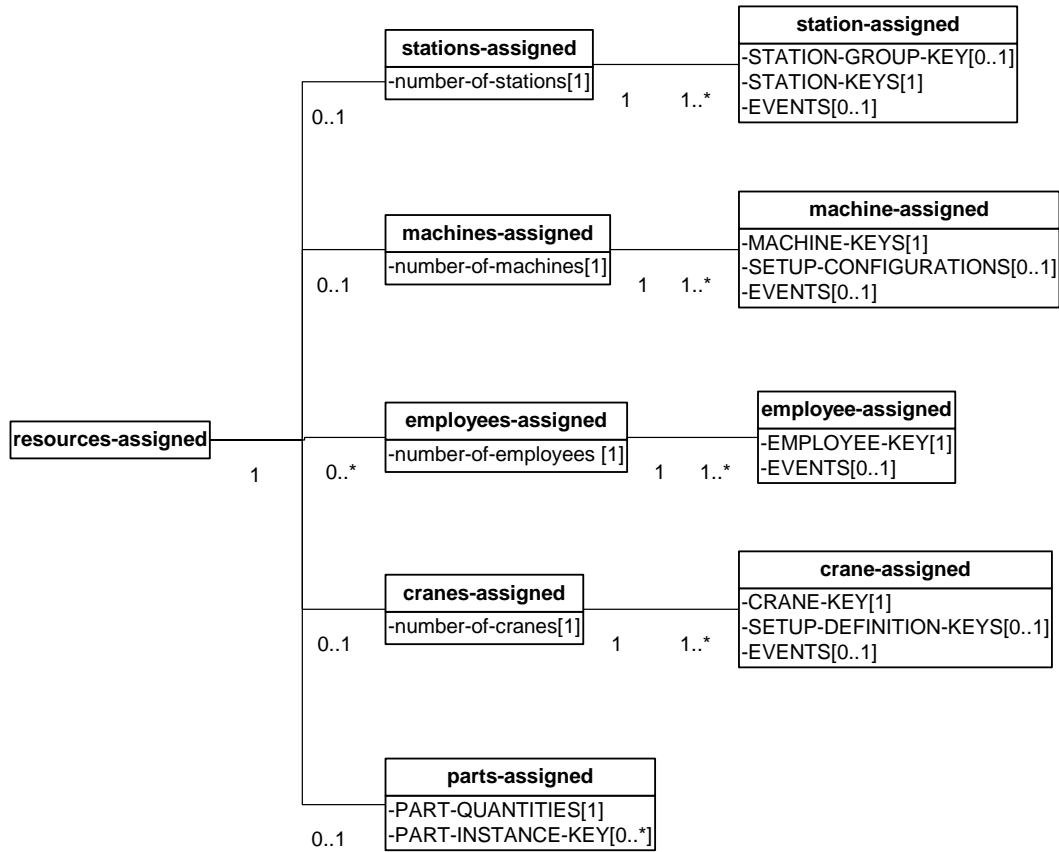 stations-assigned
-number-of-stations[1]
0..1
1
1..*
station-assigned
-STATION-GROUP-KEY[0..1]
-STATION-KEYS[1]
-EVENTS[0..1]
machines-assigned
-number-of-machines[1]
0..1
1
1..*
machine-assigned
-MACHINE-KEYS[1]
-SETUP-CONFIGURATIONS[0..1]
-EVENTS[0..1]
resources-assigned
1
employees-assigned
-number-of-employees [1]
0..*
1
1..*
employee-assigned
-EMPLOYEE-KEY[1]
-EVENTS[0..1]
cranes-assigned
-number-of-cranes[1]
0..1
1
1..*
crane-assigned
-CRANE-KEY[1]
-SETUP-DEFINITION-KEYS[0..1]
-EVENTS[0..1]
parts-assigned
-PART-QUANTITIES[1]
-PART-INSTANCE-KEY[0..*]
0..1